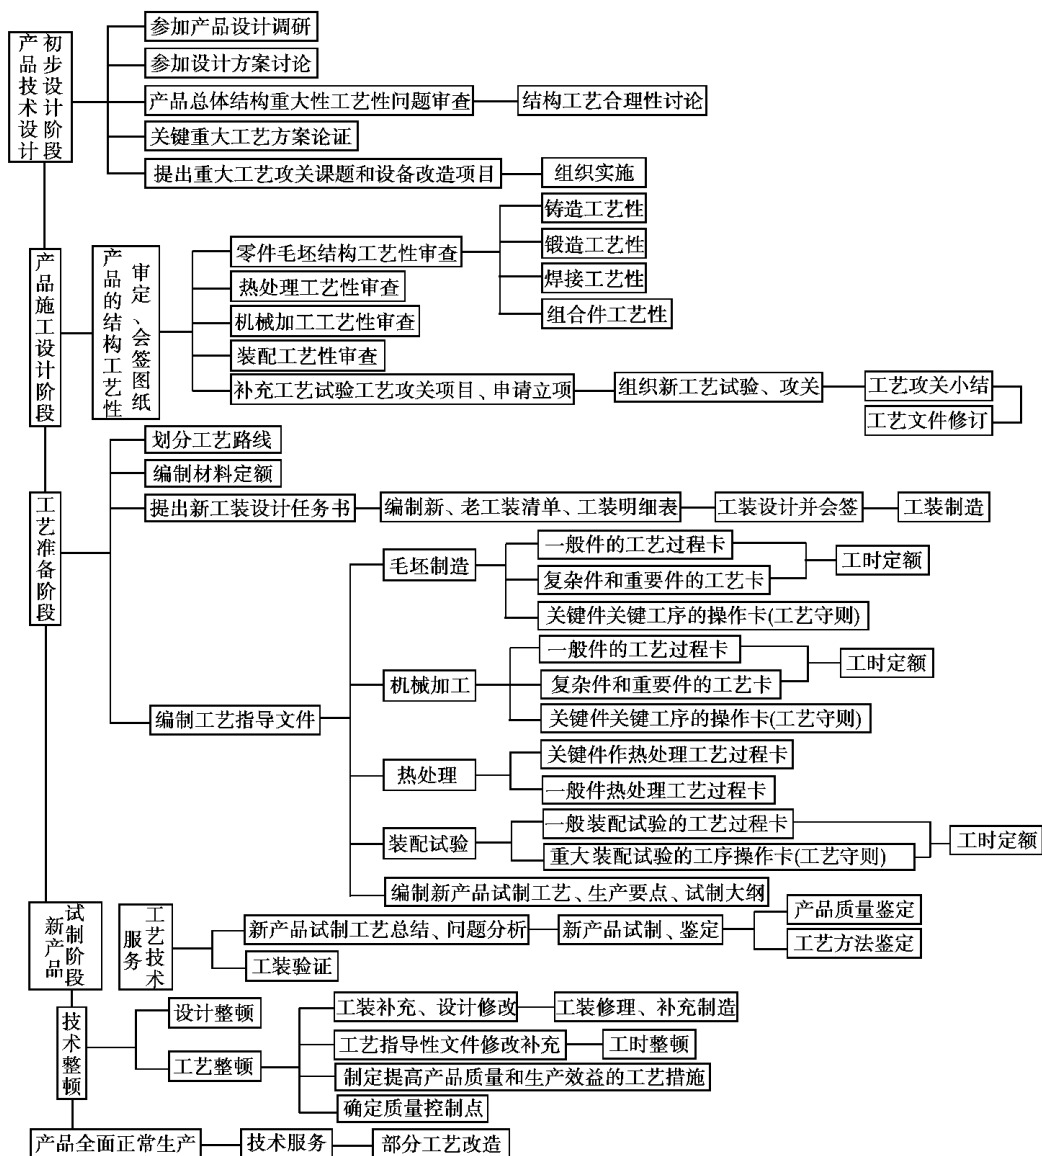 产品技术设计
初步设计阶段
参加产品设计调研
参加设计方案讨论
产品总体结构重大性工艺性问题审查
结构工艺合理性讨论
关键重大工艺方案论证
提出重大工艺攻关课题和设备改造项目
组织实施
产品施工设计阶段
产品的结构工艺性
审定、会签图纸
零件毛坯结构工艺性审查
铸造工艺性
锻造工艺性
焊接工艺性
组合件工艺性
热处理工艺性审查
机械加工工艺性审查
装配工艺性审查
补充工艺试验工艺攻关项目、申请立项
组织新工艺试验、攻关
工艺攻关小结
工艺文件修订
工艺准备阶段
划分工艺路线
编制材料定额
提出新工装设计任务书
编制新、老工装清单、工装明细表
工装设计并会签
工装制造
编制工艺指导文件
毛坯制造
一般件的工艺过程卡
复杂件和重要件的工艺卡
工时定额
关键件关键工序的操作卡(工艺守则)
机械加工
一般件的工艺过程卡
复杂件和重要件的工艺卡
工时定额
关键件关键工序的操作卡(工艺守则)
热处理
关键件作热处理工艺过程卡
一般件热处理工艺过程卡
装配试验
一般装配试验的工艺过程卡
重大装配试验的工序操作卡(工艺守则)
工时定额
编制新产品试制工艺、生产要点、试制大纲
新产品
试制阶段
服务
工艺技术
新产品试制工艺总结、问题分析
新产品试制、鉴定
产品质量鉴定
工艺方法鉴定
工装验证
技术整顿
设计整顿
工艺整顿
工装补充、设计修改
工装修理、补充制造
工艺指导性文件修改补充
工时整顿
制定提高产品质量和生产效益的工艺措施
确定质量控制点
产品全面正常生产
技术服务
部分工艺改造